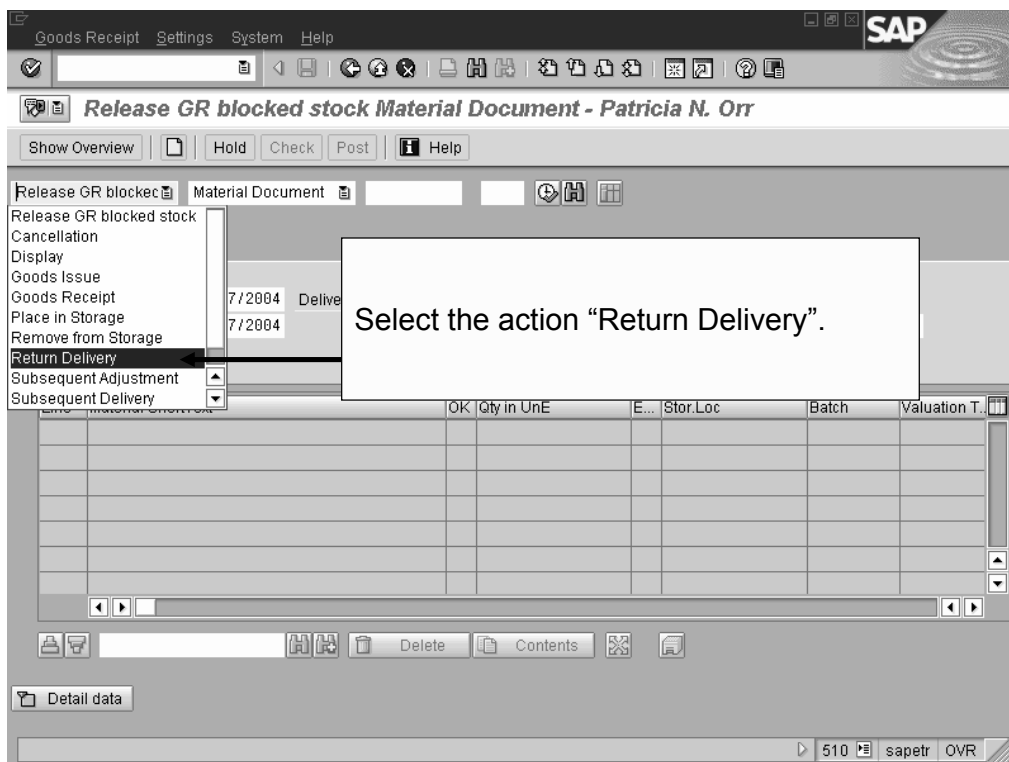 Goods Receipt Settings System Help
SAP
Release GR blocked stock Material Document - Patricia N. Orr
Show Overview Hold Check Post Help
Release GR blockec Material Document
Release GR blocked stock
Cancellation
Display
Goods Issue
Goods Receipt
Place in Storage
Remove from Storage
Return Delivery
Subsequent Adjustment
Subsequent Delivery
7/2004 Delive
7/2004
Select the action “Return Delivery”.
OK Qty in UnE E... Stor.Loc Batch Valuation T..
Delete Contents
Detail data
510 sapetr OVR